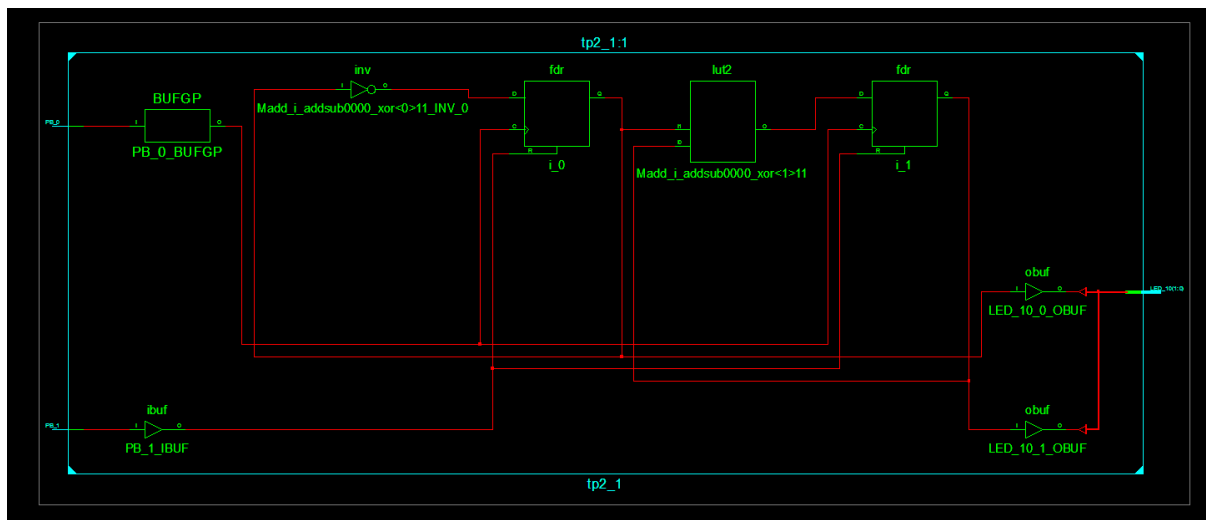 tp2_1:1
inv
fdr
lut2
fdr
BUFGP
I
O
D
Q
D
Q
Madd_i_addsub0000_xor<0>11_INV_0
PB_0
I
O
C
O
C
PB_0_BUFGP
D
R
R
i_0
i_1
Madd_i_addsub0000_xor<1>11
obuf
I
O
LED_10(1:0)
LED_10_0_OBUF
ibuf
obuf
PB_1
I
O
I
O
PB_1_IBUF
LED_10_1_OBUF
tp2_1